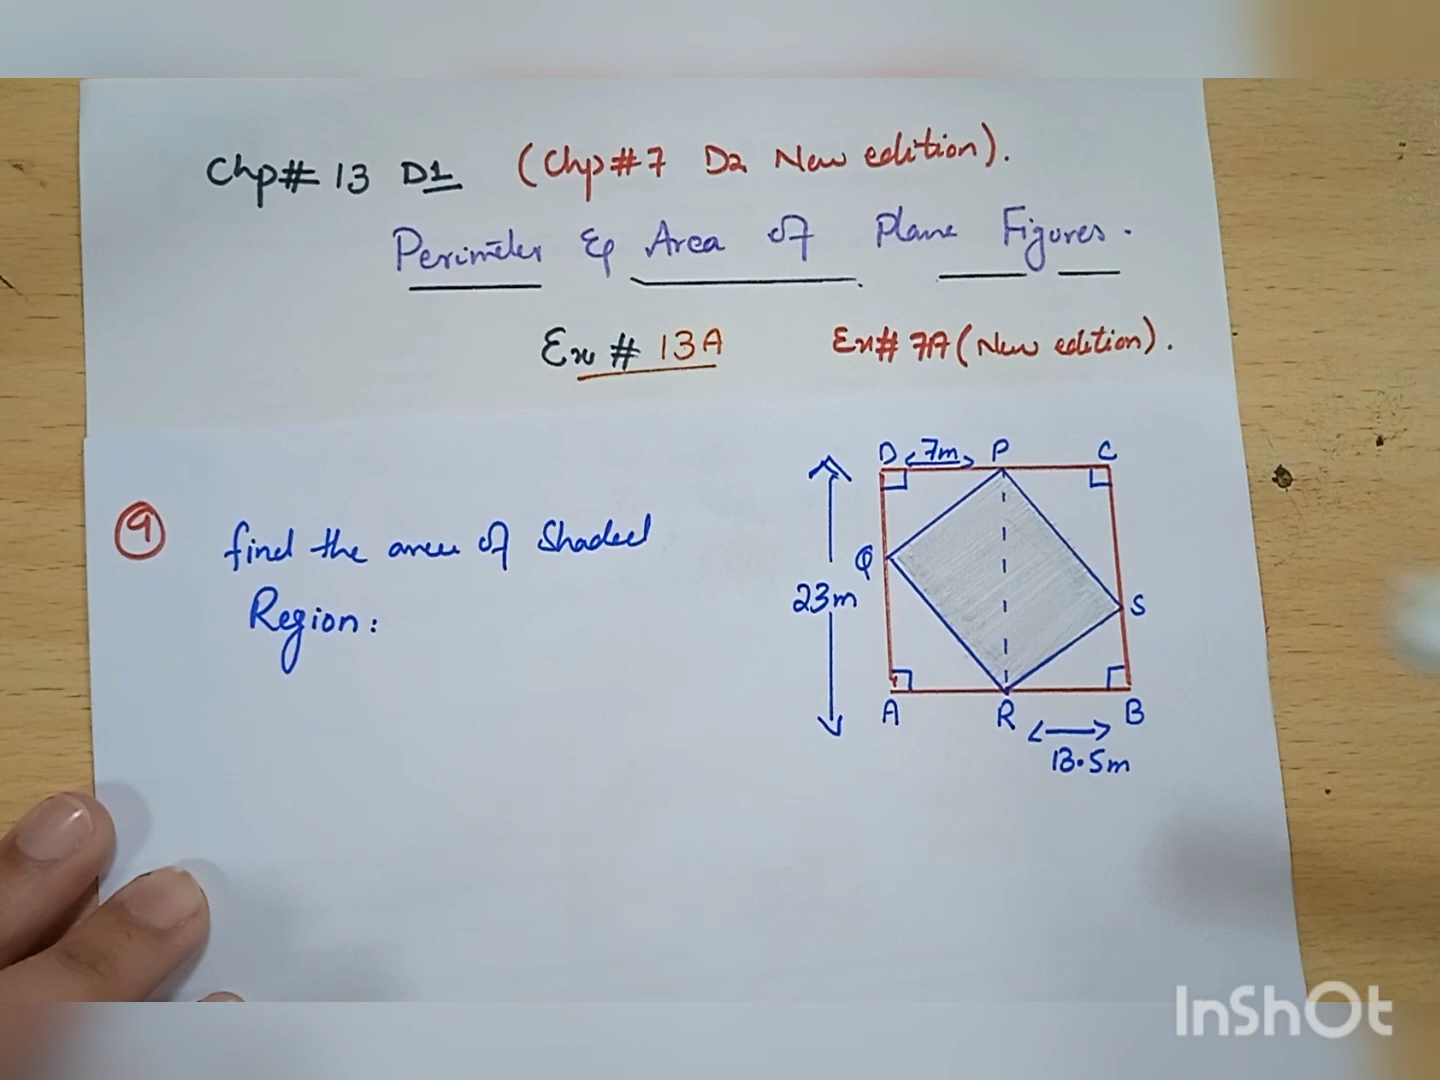 Chp# 13 D1 (Chp#7 D2 New edition).
Perimeter & Area of Plane Figures.
Ex # 13A Ex# 7A (New edition).
9 find the area of Shaded
Region:
D 7m P C
Q
23m
S
A R B
13.5m
InShOt